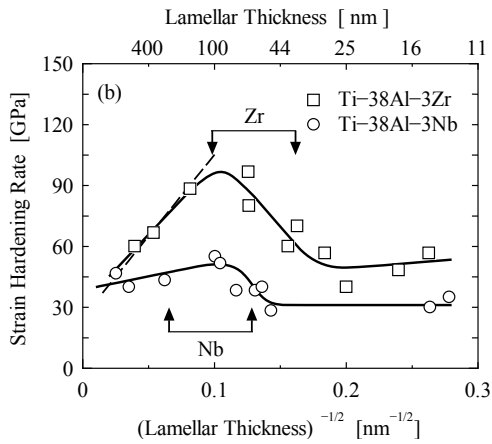 Lamellar Thickness [ nm ]
400 100 44 25 16 11
150
120
90
60
30
0
Strain Hardening Rate [GPa]
(b)
Zr
Ti−38Al−3Zr
Ti−38Al−3Nb
Nb
0 0.1 0.2 0.3
(Lamellar Thickness) −1/2 [nm−1/2]